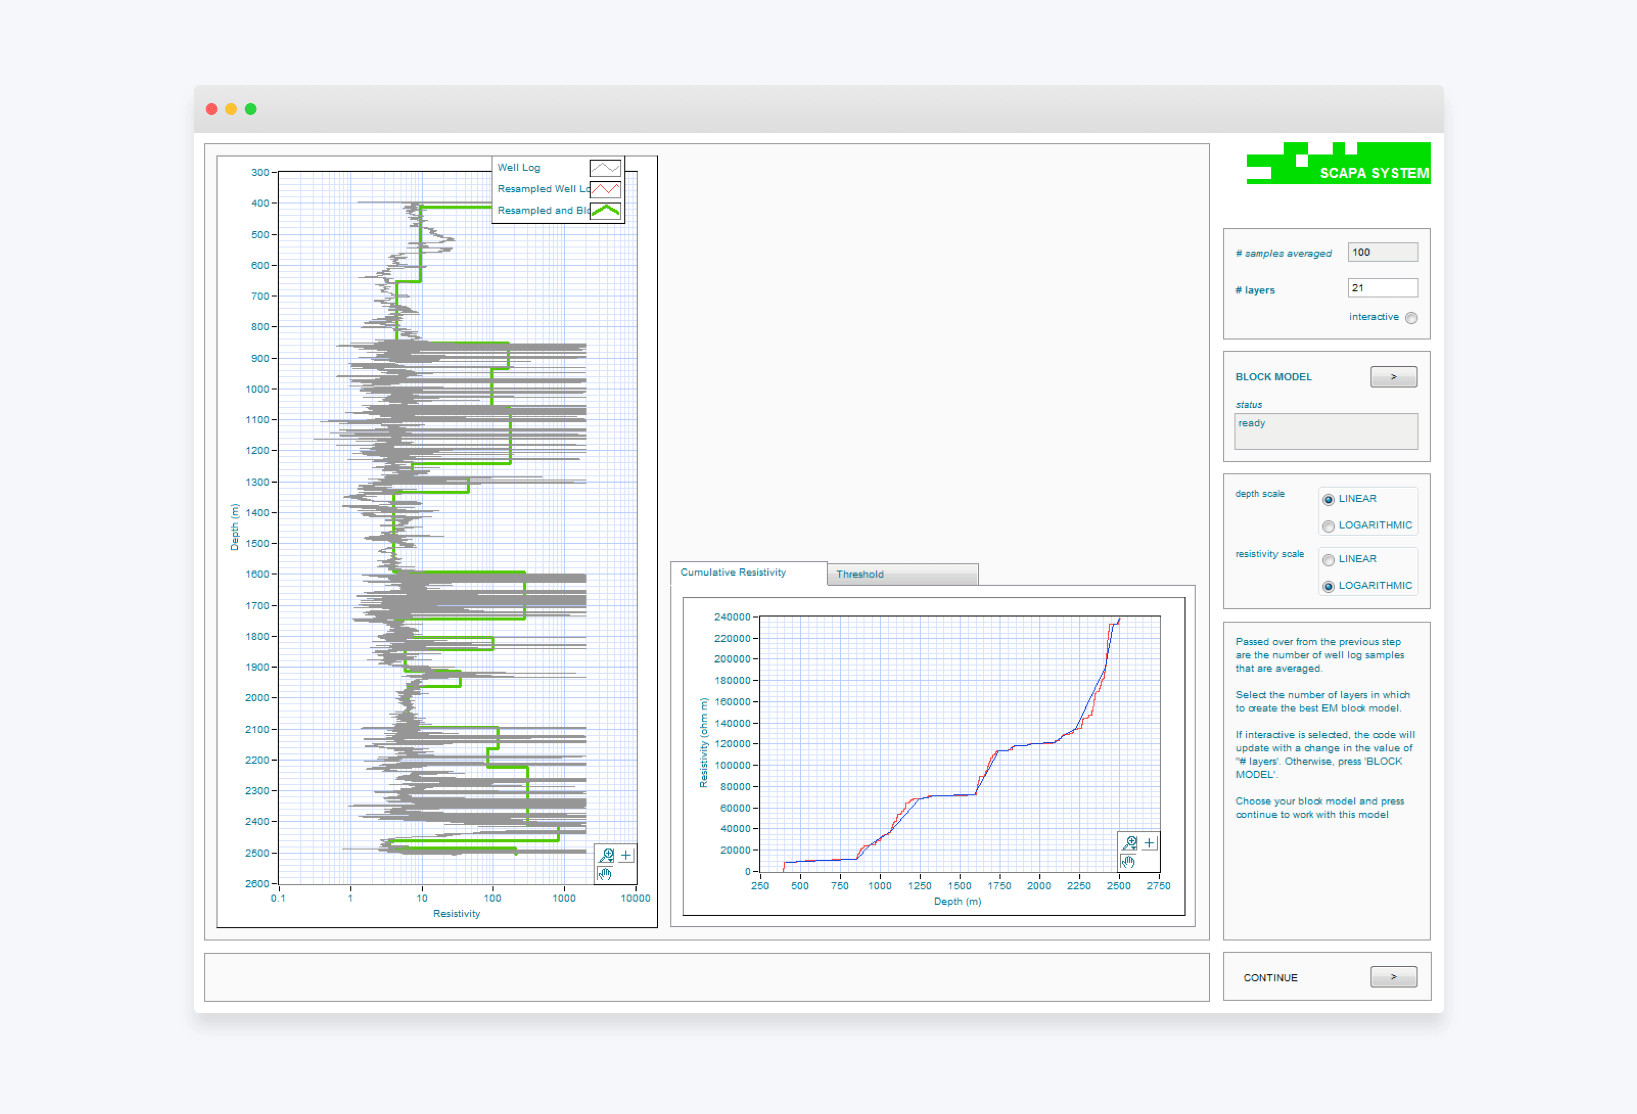 Well Log
Resampled Well Lo
Resampled and Blo
300
400
500
600
700
800
900
1000
1100
1200
1300
1400
1500
1600
1700
1800
1900
2000
2100
2200
2300
2400
2500
2600
Depth (m)
0.1
1
10
100
1000
10000
Resistivity
Cumulative Resistivity
Threshold
240000
220000
200000
180000
160000
140000
120000
100000
80000
60000
40000
20000
0
Resistivity (ohm m)
250
500
750
1000
1250
1500
1750
2000
2250
2500
2750
Depth (m)
SCAPA SYSTEM
# samples averaged
100
# layers
21
interactive
BLOCK MODEL
>
status
ready
depth scale
LINEAR
LOGARITHMIC
resistivity scale
LINEAR
LOGARITHMIC
Passed over from the previous step
are the number of well log samples
that are averaged.
Select the number of layers in which
to create the best EM block model.
If interactive is selected, the code will
update with a change in the value of
"# layers'. Otherwise, press 'BLOCK
MODEL'.
Choose your block model and press
continue to work with this model
CONTINUE
>